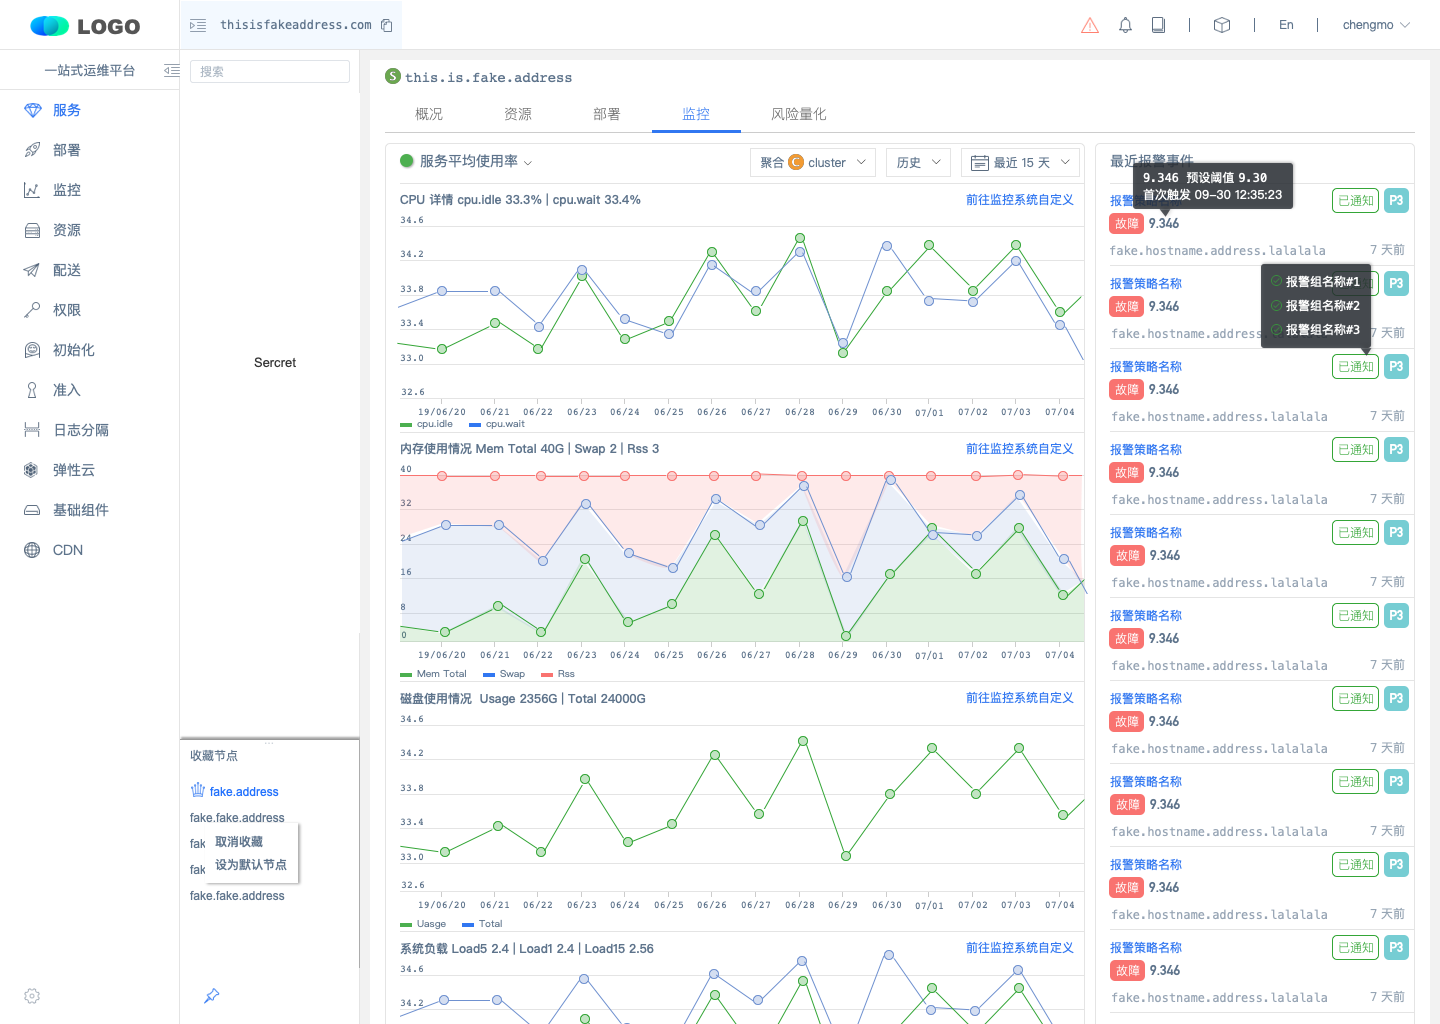 LOGO
thisisfakeaddress.com
En
chengmo
一站式运维平台
服务
部署
监控
资源
配送
权限
初始化
准入
日志分隔
弹性云
基础组件
CDN
搜索
Sercret
收藏节点
fake.address
fake.fake.address
fak
fak
取消收藏
设为默认节点
fake.fake.address
S this.is.fake.address
概况
资源
部署
监控
风险量化
服务平均使用率
聚合 C cluster
历史
最近 15 天
CPU 详情 cpu.idle 33.3% | cpu.wait 33.4%
前往监控系统自定义
34.6
34.2
33.8
33.4
33.0
32.6
19/06/20 06/21 06/22 06/23 06/24 06/25 06/26 06/27 06/28 06/29 06/30 07/01 07/02 07/03 07/04
cpu.idle cpu.wait
内存使用情况 Mem Total 40G | Swap 2 | Rss 3
前往监控系统自定义
40
32
24
16
8
0
19/06/20 06/21 06/22 06/23 06/24 06/25 06/26 06/27 06/28 06/29 06/30 07/01 07/02 07/03 07/04
Mem Total Swap Rss
磁盘使用情况 Usage 2356G | Total 24000G
前往监控系统自定义
34.6
34.2
33.8
33.4
33.0
32.6
19/06/20 06/21 06/22 06/23 06/24 06/25 06/26 06/27 06/28 06/29 06/30 07/01 07/02 07/03 07/04
Uasge Total
系统负载 Load5 2.4 | Load1 2.4 | Load15 2.56
前往监控系统自定义
34.6
34.2
最近报警事件
9.346 预设阈值 9.30
首次触发 09-30 12:35:23
报警策略名称 已通知 P3
故障 9.346
fake.hostname.address.lalalala 7 天前
报警策略名称 知 P3
故障 9.346
fake.hostname.address.lalalala 7 天前
报警组名称#1
报警组名称#2
报警组名称#3
报警策略名称 已通知 P3
故障 9.346
fake.hostname.address.lalalala 7 天前
报警策略名称 已通知 P3
故障 9.346
fake.hostname.address.lalalala 7 天前
报警策略名称 已通知 P3
故障 9.346
fake.hostname.address.lalalala 7 天前
报警策略名称 已通知 P3
故障 9.346
fake.hostname.address.lalalala 7 天前
报警策略名称 已通知 P3
故障 9.346
fake.hostname.address.lalalala 7 天前
报警策略名称 已通知 P3
故障 9.346
fake.hostname.address.lalalala 7 天前
报警策略名称 已通知 P3
故障 9.346
fake.hostname.address.lalalala 7 天前
报警策略名称 已通知 P3
故障 9.346
fake.hostname.address.lalalala 7 天前